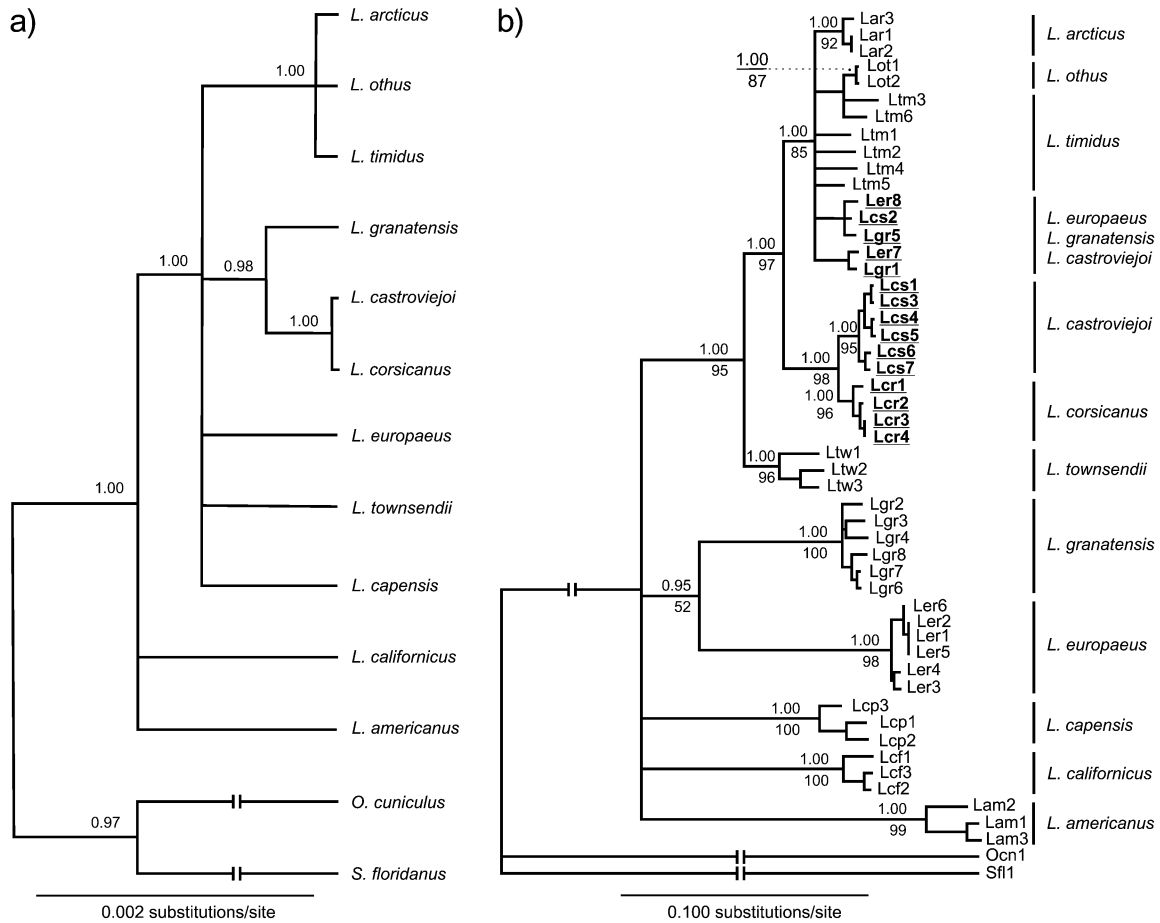 a)
L. arcticus
1.00
L. othus
L. timidus
L. granatensis
1.00
0.98
L. castroviejoi
1.00
L. corsicanus
L. europaeus
1.00
L. townsendii
L. capensis
L. californicus
L. americanus
O. cuniculus
0.97
S. floridanus
0.002 substitutions/site
b)
Lar3
1.00
Lar1
92
Lar2
L. arcticus
1.00
87
Lot1
Lot2
L. othus
Ltm3
Ltm6
1.00
85
Ltm1
Ltm2
Ltm4
Ltm5
L. timidus
Ler8
Lcs2
Lgr5
Ler7
Lgr1
L. europaeus
L. granatensis
L. castroviejoi
1.00
97
Lcs1
Lcs3
Lcs4
Lcs5
Lcs6
Lcs7
L. castroviejoi
1.00
95
1.00
98
1.00
96
Lcr1
Lcr2
Lcr3
Lcr4
L. corsicanus
1.00
95
1.00
96
Ltw1
Ltw2
Ltw3
L. townsendii
Lgr2
Lgr3
Lgr4
Lgr8
Lgr7
Lgr6
1.00
100
L. granatensis
0.95
52
Ler6
Ler2
Ler1
Ler5
Ler4
Ler3
1.00
98
L. europaeus
Lcp3
Lcp1
Lcp2
1.00
100
L. capensis
Lcf1
Lcf3
Lcf2
1.00
100
L. californicus
Lam2
Lam1
Lam3
1.00
99
L. americanus
Ocn1
Sfl1
0.100 substitutions/site